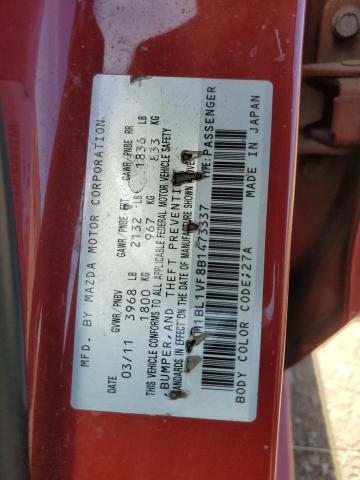 MFD. BY MAZDA MOTOR CORPORATION
DATE GVWR/PNBV GAWR/PNBE FRT GAWR/PNBE RR
03/11 3968 LB 2132 LB 1836 LB
1800 KG 967 KG 833 KG
THIS VEHICLE CONFORMS TO ALL APPLICABLE FEDERAL MOTOR VEHICLE SAFETY
BUMPER, AND THEFT PREVENTION
STANDARDS IN EFFECT ON THE DATE OF MANUFACTURE SHOWN ABOVE.
JM1BL1VF8B1473337 TYPE:PASSENGER
BODY COLOR CODE/27A MADE IN JAPAN